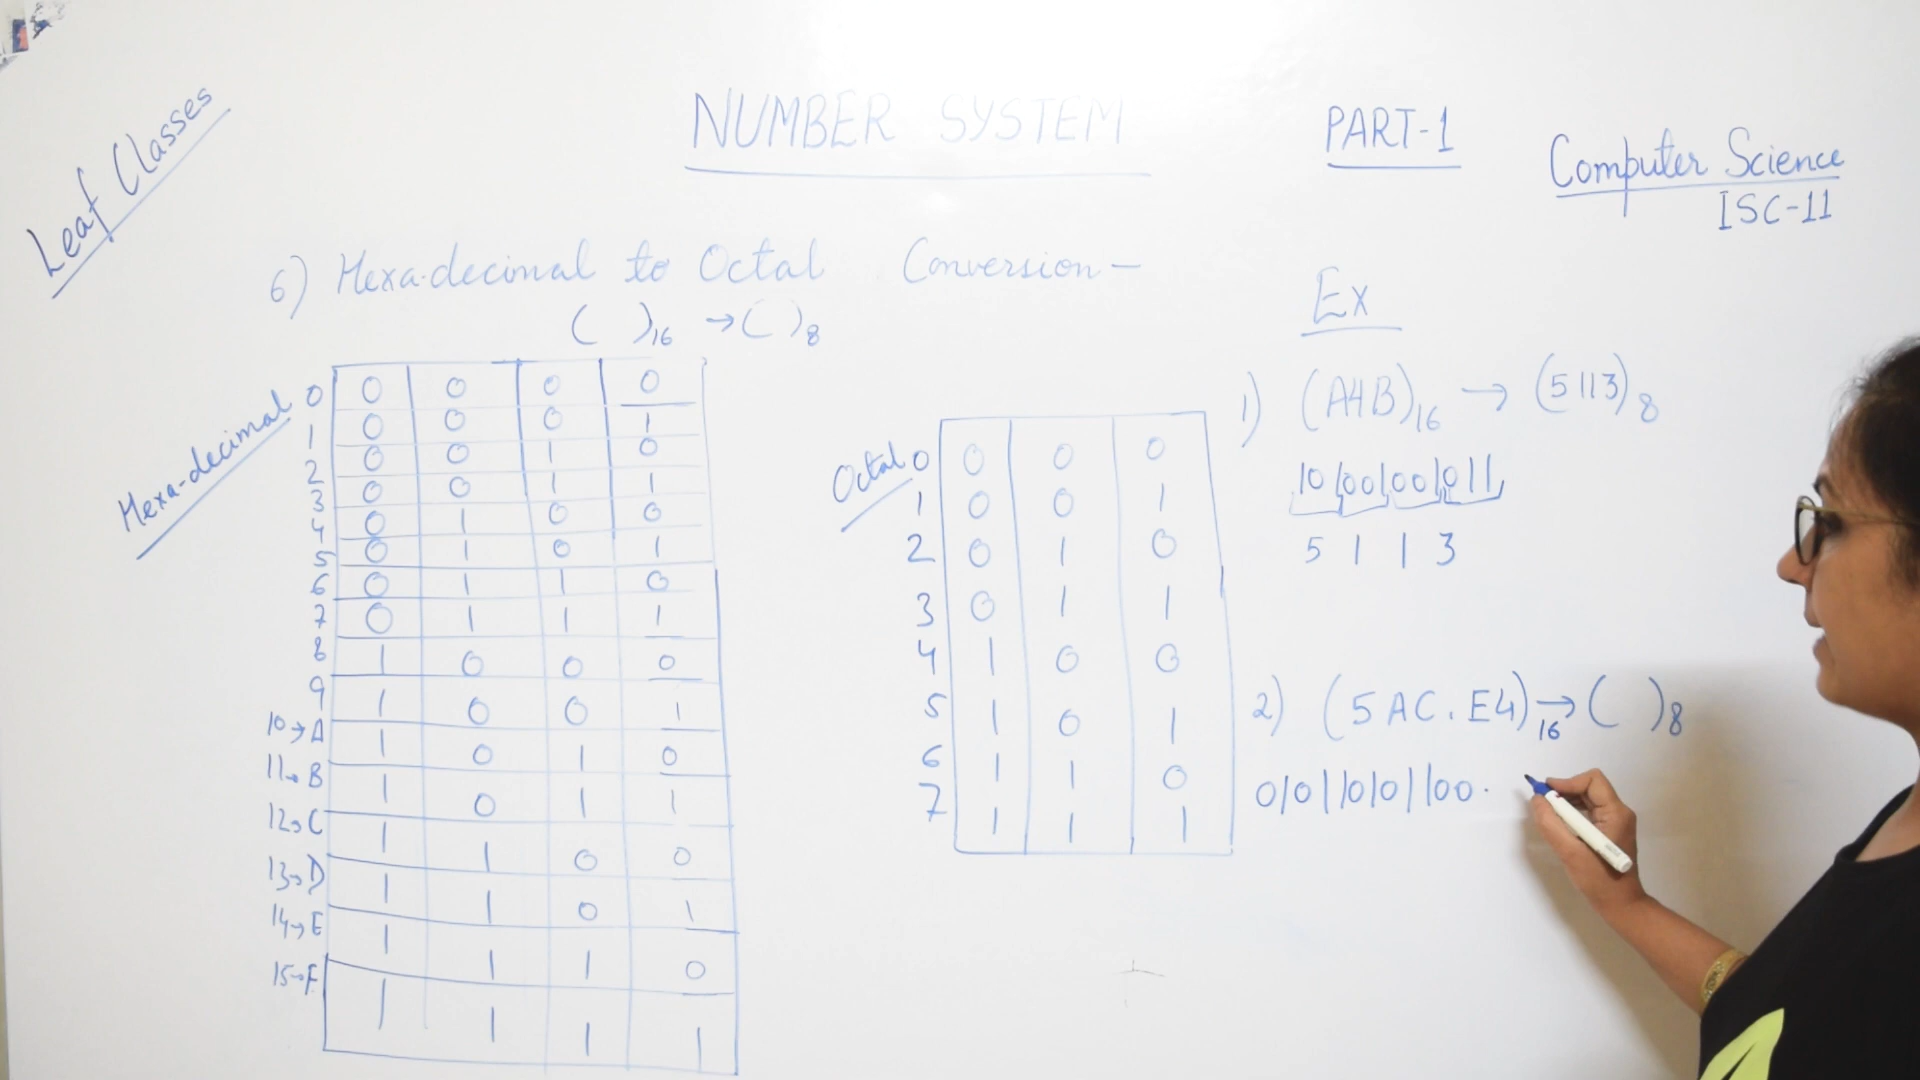 Leaf Classes
NUMBER SYSTEM
PART-1
Computer Science
ISC-11
6) Hexa-decimal to Octal Conversion-
( )16 → ( )8
Hexa-decimal
0 0 0 0 0
1 0 0 0 1
2 0 0 1 0
3 0 0 1 1
4 0 1 0 0
5 0 1 0 1
6 0 1 1 0
7 0 1 1 1
8 1 0 0 0
9 1 0 0 1
10→A 1 0 1 0
11→B 1 0 1 1
12→C 1 1 0 0
13→D 1 1 0 1
14→E 1 1 1 0
15→F 1 1 1 1
Octal
0 0 0 0
1 0 0 1
2 0 1 0
3 0 1 1
4 1 0 0
5 1 0 1
6 1 1 0
7 1 1 1
Ex
1) (A4B)16 → (5113)8
101001001011
5 1 1 3
2) (5AC.E4)16 → ( )8
010110101100.